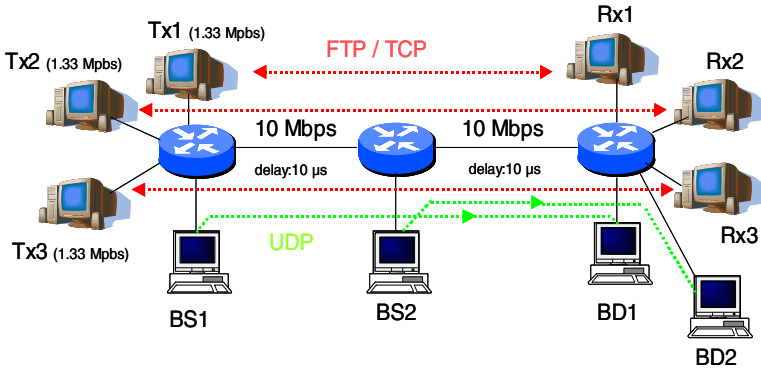 Tx1 (1.33 Mpbs)
Rx1
FTP / TCP
Tx2 (1.33 Mpbs)
Rx2
10 Mbps
10 Mbps
delay:10 µs
delay:10 µs
Tx3 (1.33 Mpbs)
Rx3
UDP
BS1
BS2
BD1
BD2